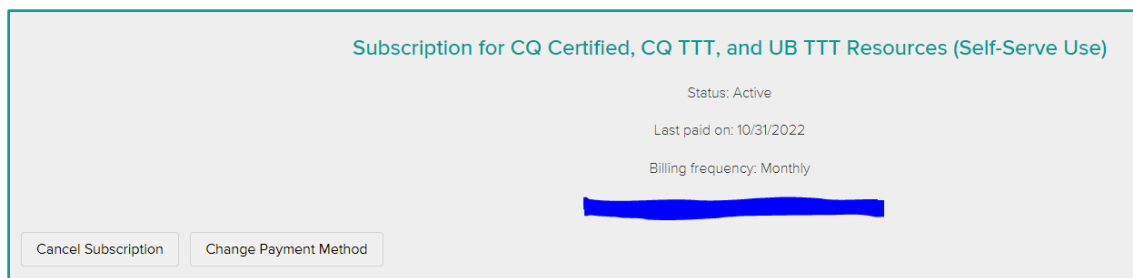 Subscription for CQ Certified, CQ TTT, and UB TTT Resources (Self-Serve Use)
Status: Active
Last paid on: 10/31/2022
Billing frequency: Monthly
Cancel Subscription
Change Payment Method